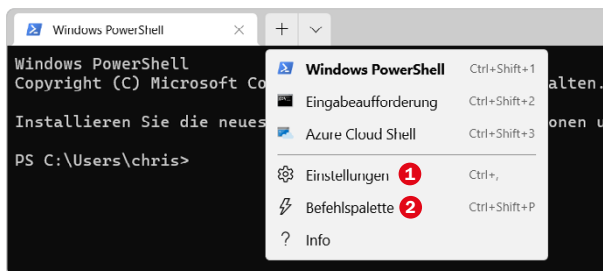 Windows PowerShell
Windows PowerShell
Copyright (C) Microsoft Co
alten.
Installieren Sie die neues
onen u
PS C:\Users\chris>
Windows PowerShell Ctrl+Shift+1
Eingabeaufforderung Ctrl+Shift+2
Azure Cloud Shell Ctrl+Shift+3
Einstellungen 1 Ctrl+,
Befehlspalette 2 Ctrl+Shift+P
? Info